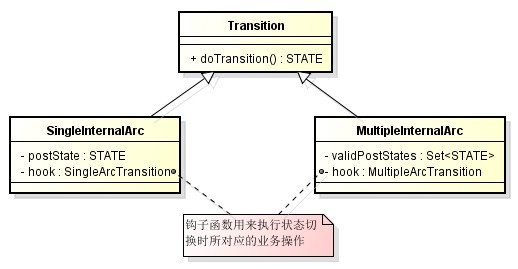 Transition
+ doTransition() : STATE
SingleInternalArc
- postState : STATE
- hook : SingleArcTransition
MultipleInternalArc
- validPostStates : Set<STATE>
- hook : MultipleArcTransition
钩子函数用来执行状态切
换时所对应的业务操作